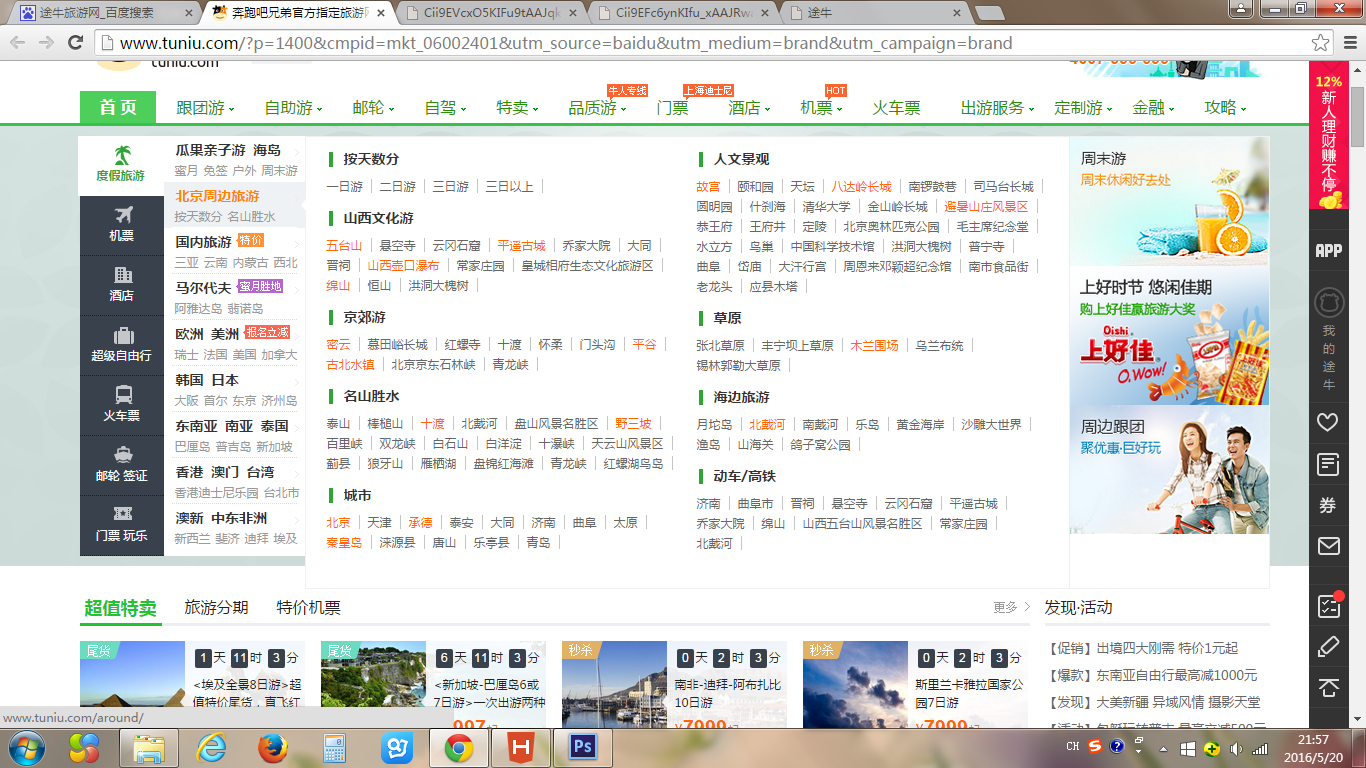 途牛旅游网_百度搜索
奔跑吧兄弟官方指定旅游网
Cii9EVcxO5KIFu9tAAJqk
Cii9EFc6ynKIfu_xAAJRwa
途牛
www.tuniu.com/?p=1400&cmpid=mkt_06002401&utm_source=baidu&utm_medium=brand&utm_campaign=brand
tuniu.com
牛人专线 上海迪士尼 HOT
首页 跟团游 自助游 邮轮 自驾 特卖 品质游 门票 酒店 机票 火车票 出游服务 定制游 金融 攻略
度假旅游
机票
酒店
超级自由行
火车票
邮轮 签证
门票 玩乐
瓜果亲子游 海岛
蜜月 免签 户外 周末游
北京周边旅游
按天数分 名山胜水
国内旅游 特价
三亚 云南 内蒙古 西北
马尔代夫 蜜月胜地
阿雅达岛 翡诺岛
欧洲 美洲 报名立减
瑞士 法国 美国 加拿大
韩国 日本
大阪 首尔 东京 济州岛
东南亚 南亚 泰国
巴厘岛 普吉岛 新加坡
香港 澳门 台湾
香港迪士尼乐园 台北市
澳新 中东非洲
新西兰 斐济 迪拜 埃及
按天数分
一日游 二日游 三日游 三日以上
山西文化游
五台山 悬空寺 云冈石窟 平遥古城 乔家大院 大同
晋祠 山西壶口瀑布 常家庄园 皇城相府生态文化旅游区
绵山 恒山 洪洞大槐树
京郊游
密云 慕田峪长城 红螺寺 十渡 怀柔 门头沟 平谷
古北水镇 北京京东石林峡 青龙峡
名山胜水
泰山 棒槌山 十渡 北戴河 盘山风景名胜区 野三坡
百里峡 双龙峡 白石山 白洋淀 十瀑峡 天云山风景区
蓟县 狼牙山 雁栖湖 盘锦红海滩 青龙峡 红螺湖鸟岛
城市
北京 天津 承德 泰安 大同 济南 曲阜 太原
秦皇岛 涞源县 唐山 乐亭县 青岛
人文景观
故宫 颐和园 天坛 八达岭长城 南锣鼓巷 司马台长城
圆明园 什刹海 清华大学 金山岭长城 避暑山庄风景区
恭王府 王府井 定陵 北京奥林匹克公园 毛主席纪念堂
水立方 鸟巢 中国科学技术馆 洪洞大槐树 普宁寺
曲阜 岱庙 大汗行宫 周恩来邓颖超纪念馆 南市食品街
老龙头 应县木塔
草原
张北草原 丰宁坝上草原 木兰围场 乌兰布统
锡林郭勒大草原
海边旅游
月坨岛 北戴河 南戴河 乐岛 黄金海岸 沙雕大世界
渔岛 山海关 鸽子窝公园
动车/高铁
济南 曲阜市 晋祠 悬空寺 云冈石窟 平遥古城
乔家大院 绵山 山西五台山风景名胜区 常家庄园
北戴河
周末游
周末休闲好去处
上好时节 悠闲佳期
购上好佳赢旅游大奖
Oishi
上好佳
O,Wow!
周边跟团
聚优惠·巨好玩
12%
新人理财赚不停
APP
我的途牛
券
超值特卖 旅游分期 特价机票 更多
发现·活动
尾货
1天 11时 3分
<埃及全景8日游>超
值特价尾货，直飞红
尾货
6天 11时 3分
<新加坡-巴厘岛6或
7日游>一次出游两种
997
秒杀
0天 2时 3分
南非-迪拜-阿布扎比
10日游
¥7999
秒杀
0天 2时 3分
斯里兰卡雅拉国家公
园7日游
【促销】出境四大刚需 特价1元起
【爆款】东南亚自由行最高减1000元
【发现】大美新疆 异域风情 摄影天堂
www.tuniu.com/around/
CH
21:57
2016/5/20